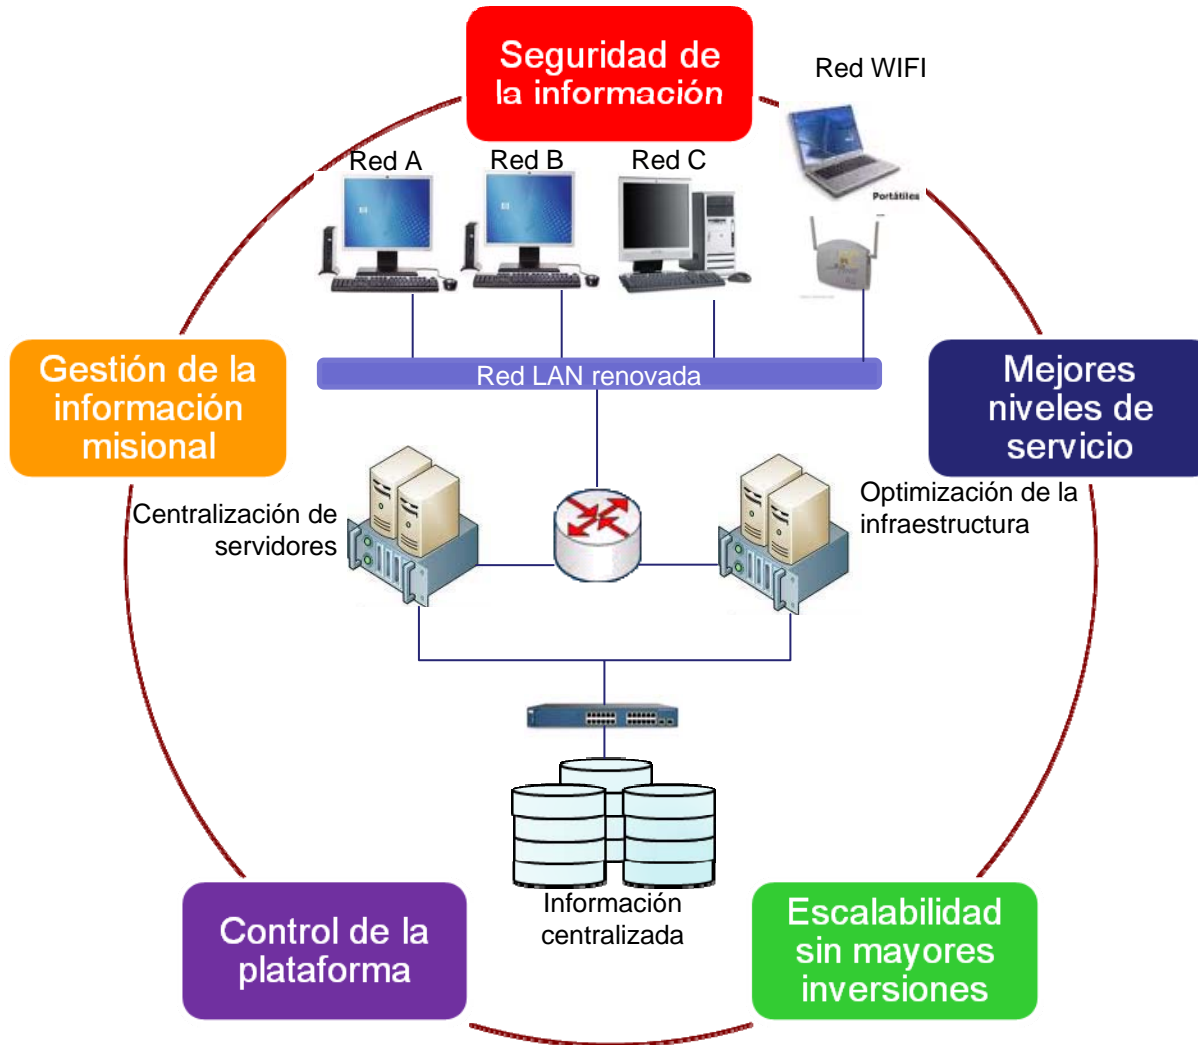 Seguridad de
la información
Red WIFI
Red A
Red B
Red C
Portátiles
Gestión de la
información
misional
Red LAN renovada
Mejores
niveles de
servicio
Centralización de
servidores
Optimización de la
infraestructura
Control de la
plataforma
Información
centralizada
Escalabilidad
sin mayores
inversiones